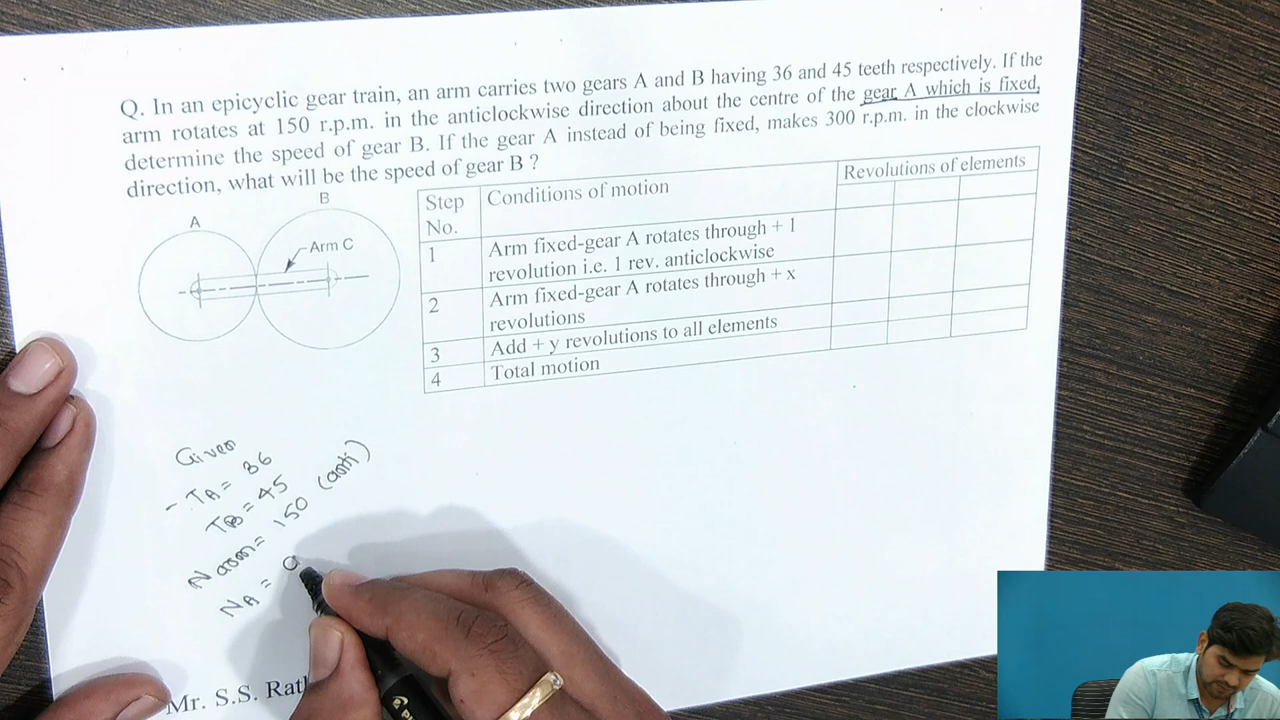 Q. In an epicyclic gear train, an arm carries two gears A and B having 36 and 45 teeth respectively. If the
arm rotates at 150 r.p.m. in the anticlockwise direction about the centre of the gear A which is fixed,
determine the speed of gear B. If the gear A instead of being fixed, makes 300 r.p.m. in the clockwise
direction, what will be the speed of gear B ?
A
B
Arm C
Step No.
Conditions of motion
Revolutions of elements
1
Arm fixed-gear A rotates through + 1
revolution i.e. 1 rev. anticlockwise
2
Arm fixed-gear A rotates through + x
revolutions
3
Add + y revolutions to all elements
4
Total motion
Given
- TA = 36
TB = 45
Narm = 150 (anti)
NA = 0
Mr. S.S.